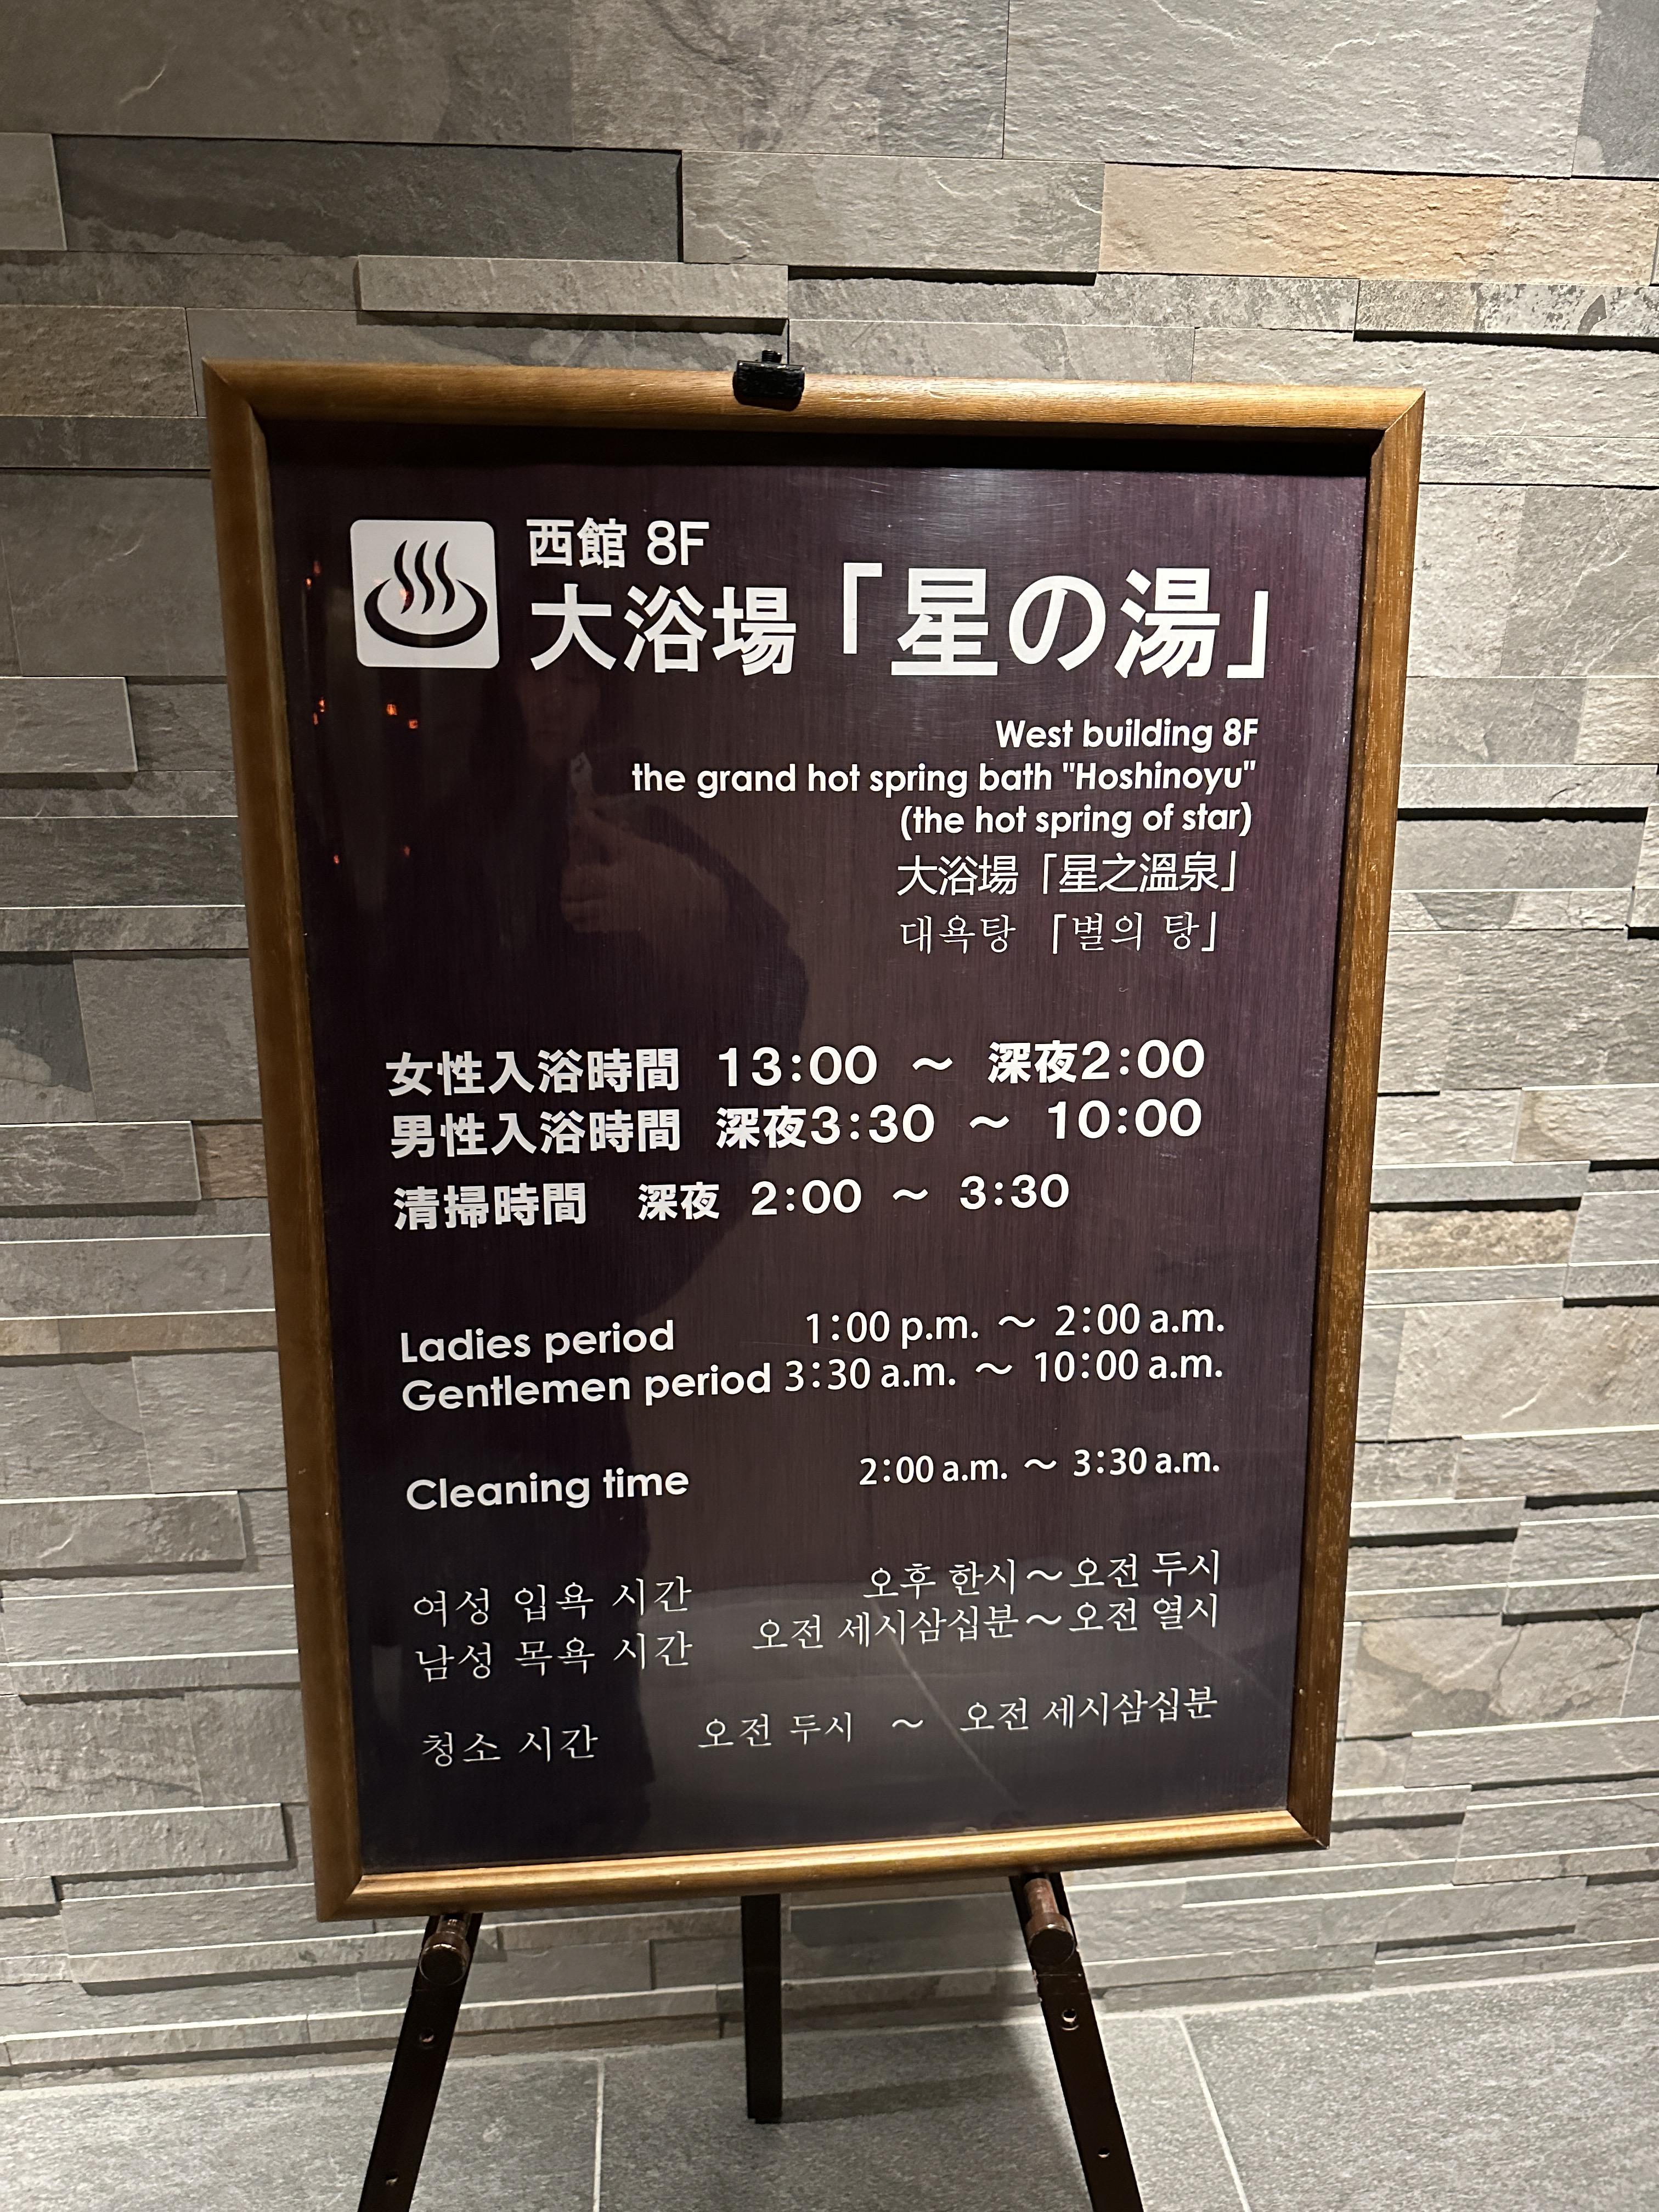 西館 8F
大浴場「星の湯」
West building 8F
the grand hot spring bath "Hoshinoyu"
(the hot spring of star)
大浴場「星之溫泉」
대욕탕 「별의 탕」
女性入浴時間 13:00 ～ 深夜2:00
男性入浴時間 深夜3:30 ～ 10:00
清掃時間 深夜 2:00 ～ 3:30
Ladies period 1:00 p.m. ～ 2:00 a.m.
Gentlemen period 3:30 a.m. ～ 10:00 a.m.
Cleaning time 2:00 a.m. ～ 3:30 a.m.
여성 입욕 시간 오후 한시～오전 두시
남성 목욕 시간 오전 세시삼십분～오전 열시
청소 시간 오전 두시 ～ 오전 세시삼십분